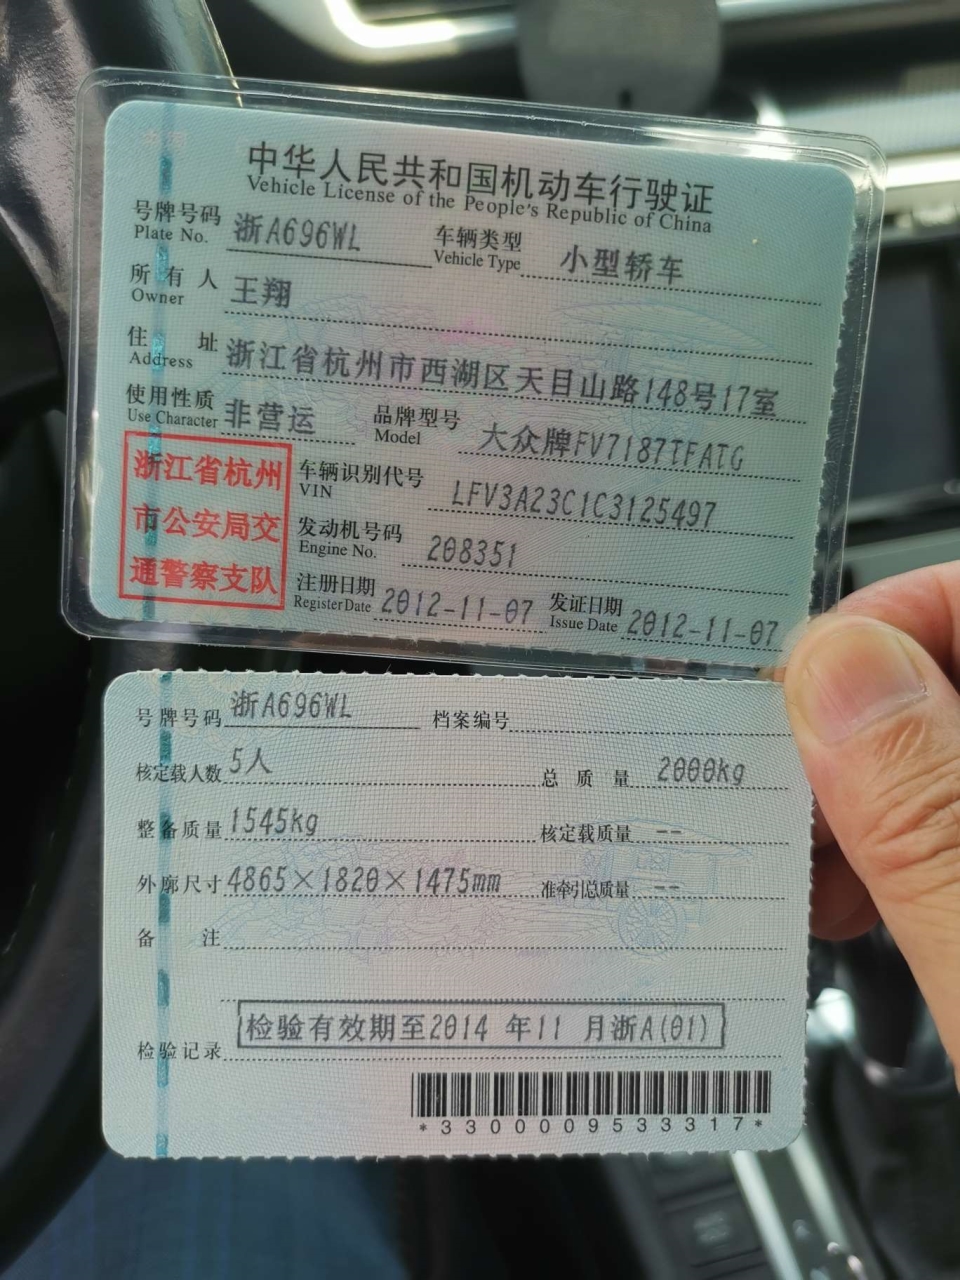 中华人民共和国机动车行驶证
Vehicle License of the People's Republic of China
号牌号码 浙A696WL 车辆类型 小型轿车
Plate No. Vehicle Type
所有人 王翔
Owner
住址 浙江省杭州市西湖区天目山路148号17室
Address
使用性质 非营运 品牌型号 大众牌FV7187TFATG
Use Character Model
浙江省杭州
市公安局交
通警察支队
车辆识别代号 LFV3A23C1C3125497
VIN
发动机号码 208351
Engine No.
注册日期 2012-11-07 发证日期 2012-11-07
Register Date Issue Date
号牌号码 浙A696WL 档案编号
核定载人数 5人 总质量 2000kg
整备质量 1545kg 核定载质量 --
外廓尺寸 4865×1820×1475mm 准牵引总质量 --
备注
检验记录 检验有效期至2014 年11 月浙A(01)
*3300009533317*